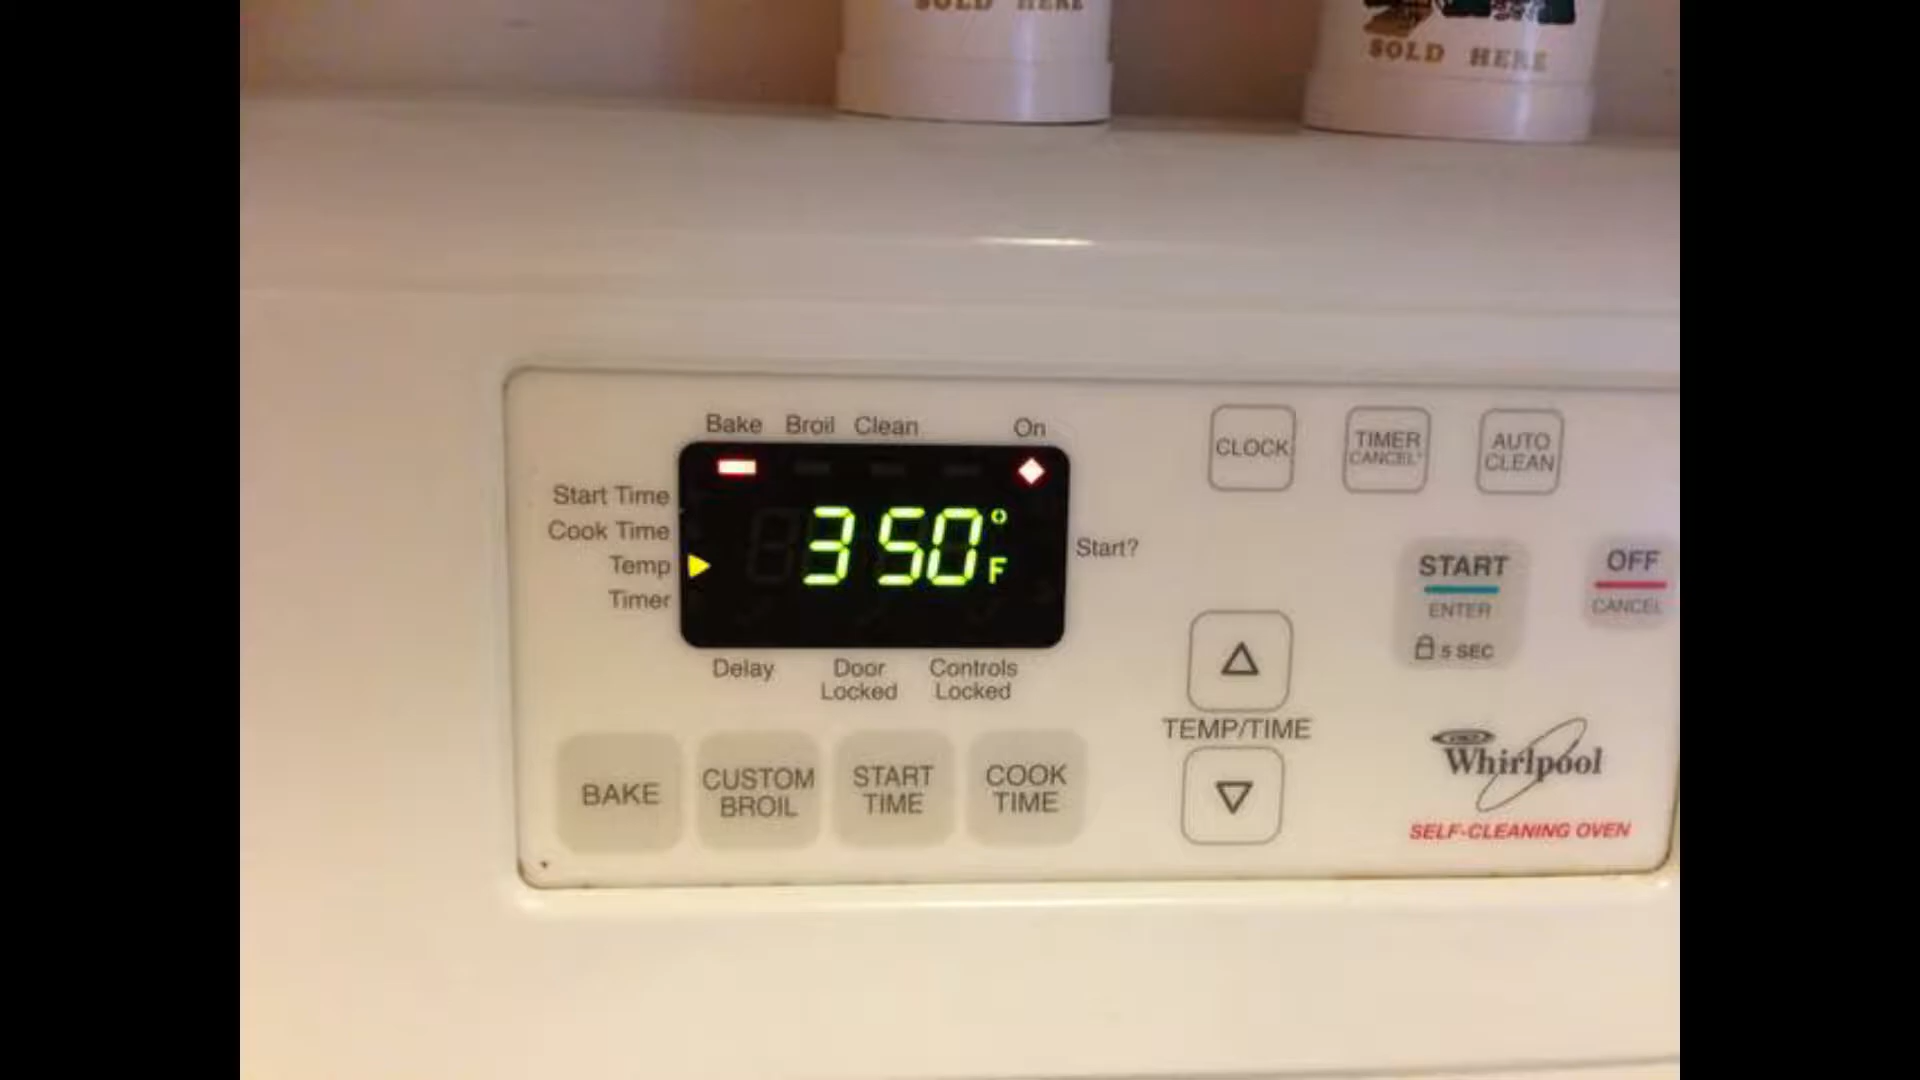 SOLD HERE
SOLD HERE
Bake Broil Clean On
Start Time
Cook Time
Temp
Timer
350°F
Start?
Delay Door Locked Controls Locked
BAKE
CUSTOM
BROIL
START
TIME
COOK
TIME
CLOCK
TIMER
CANCEL*
AUTO
CLEAN
TEMP/TIME
START
ENTER
5 SEC
OFF
CANCEL
Whirlpool
SELF-CLEANING OVEN